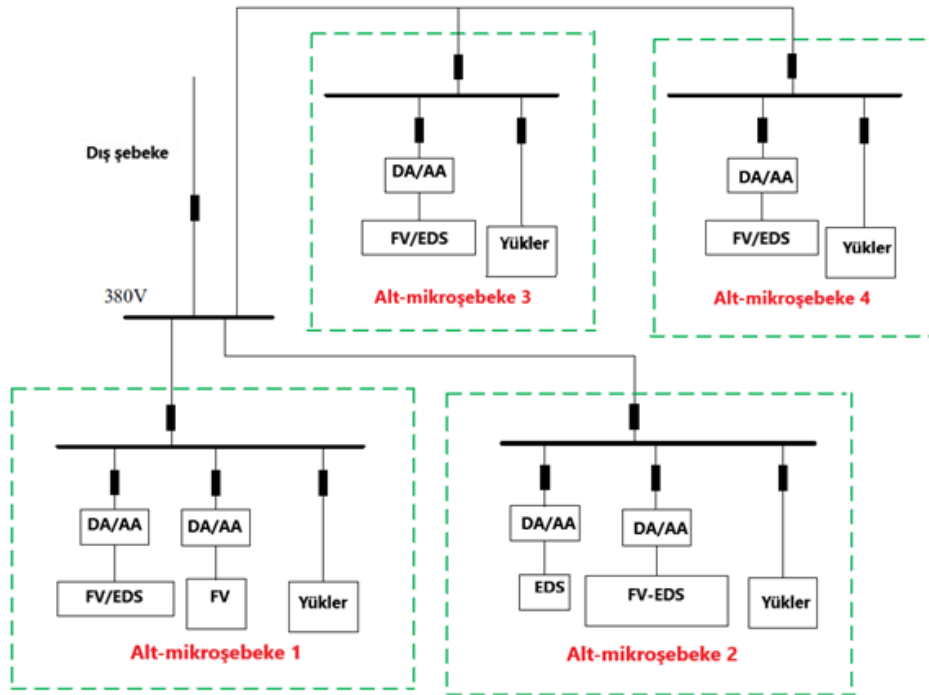 Dış şebeke
380V
DA/AA
FV/EDS
Yükler
Alt-mikroşebeke 3
DA/AA
FV/EDS
Yükler
Alt-mikroşebeke 4
DA/AA
DA/AA
FV/EDS
FV
Yükler
Alt-mikroşebeke 1
DA/AA
DA/AA
EDS
FV-EDS
Yükler
Alt-mikroşebeke 2